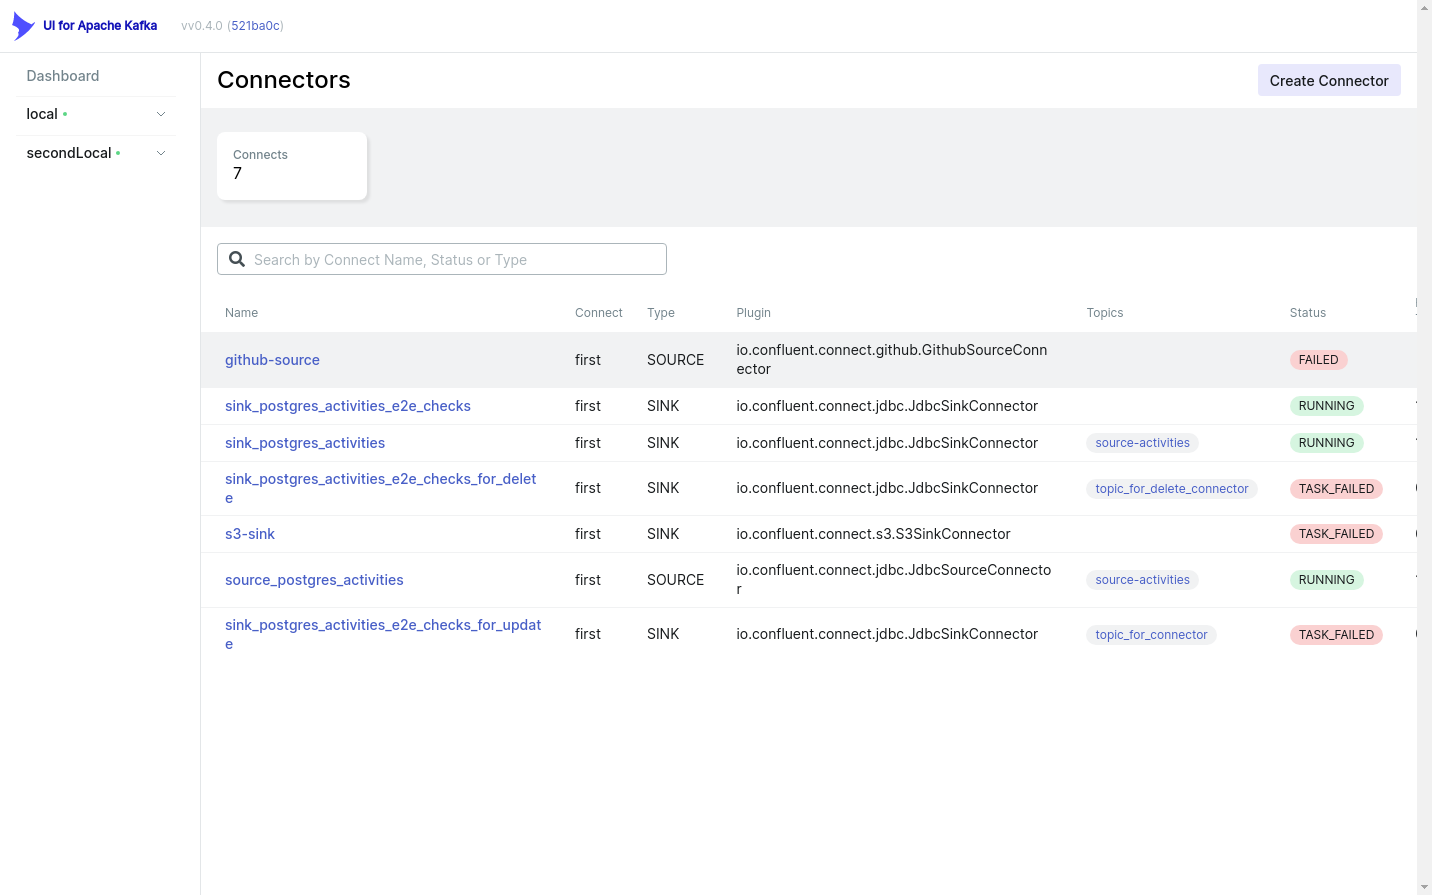 UI for Apache Kafka vv0.4.0 (521ba0c)
Dashboard
local
secondLocal
Connectors
Create Connector
Connects
7
Search by Connect Name, Status or Type
Name Connect Type Plugin Topics Status
github-source first SOURCE io.confluent.connect.github.GithubSourceConn
ector FAILED
sink_postgres_activities_e2e_checks first SINK io.confluent.connect.jdbc.JdbcSinkConnector RUNNING
sink_postgres_activities first SINK io.confluent.connect.jdbc.JdbcSinkConnector source-activities RUNNING
sink_postgres_activities_e2e_checks_for_delet
e first SINK io.confluent.connect.jdbc.JdbcSinkConnector topic_for_delete_connector TASK_FAILED
s3-sink first SINK io.confluent.connect.s3.S3SinkConnector TASK_FAILED
source_postgres_activities first SOURCE io.confluent.connect.jdbc.JdbcSourceConnecto
r source-activities RUNNING
sink_postgres_activities_e2e_checks_for_updat
e first SINK io.confluent.connect.jdbc.JdbcSinkConnector topic_for_connector TASK_FAILED